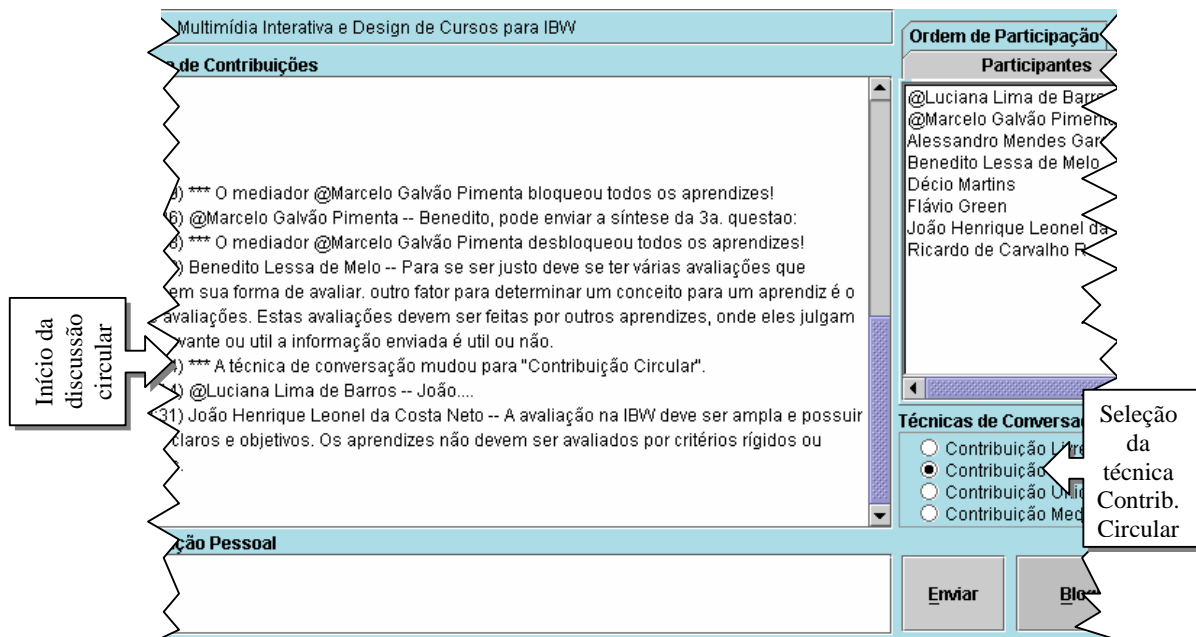 Multimídia Interativa e Design de Cursos para IBW
de Contribuições
*** O mediador @Marcelo Galvão Pimenta bloqueou todos os aprendizes!
6) @Marcelo Galvão Pimenta -- Benedito, pode enviar a síntese da 3a. questao:
*** O mediador @Marcelo Galvão Pimenta desbloqueou todos os aprendizes!
) Benedito Lessa de Melo -- Para se ser justo deve se ter várias avaliações que
em sua forma de avaliar. outro fator para determinar um conceito para um aprendiz é o
avaliações. Estas avaliações devem ser feitas por outros aprendizes, onde eles julgam
vante ou util a informação enviada é util ou não.
) *** A técnica de conversação mudou para "Contribuição Circular".
) @Luciana Lima de Barros -- João....
31) João Henrique Leonel da Costa Neto -- A avaliação na IBW deve ser ampla e possuir
claros e objetivos. Os aprendizes não devem ser avaliados por critérios rígidos ou
ção Pessoal
Ordem de Participação
Participantes
@Luciana Lima de Barro
@Marcelo Galvão Pimenta
Alessandro Mendes Gar
Benedito Lessa de Melo
Décio Martins
Flávio Green
João Henrique Leonel da
Ricardo de Carvalho R
Técnicas de Conversa
Contribuição Livre
Contribuição
Contribuição Úni
Contribuição Med
Enviar
Blo
Início da
discussão
circular
Seleção
da
técnica
Contrib.
Circular